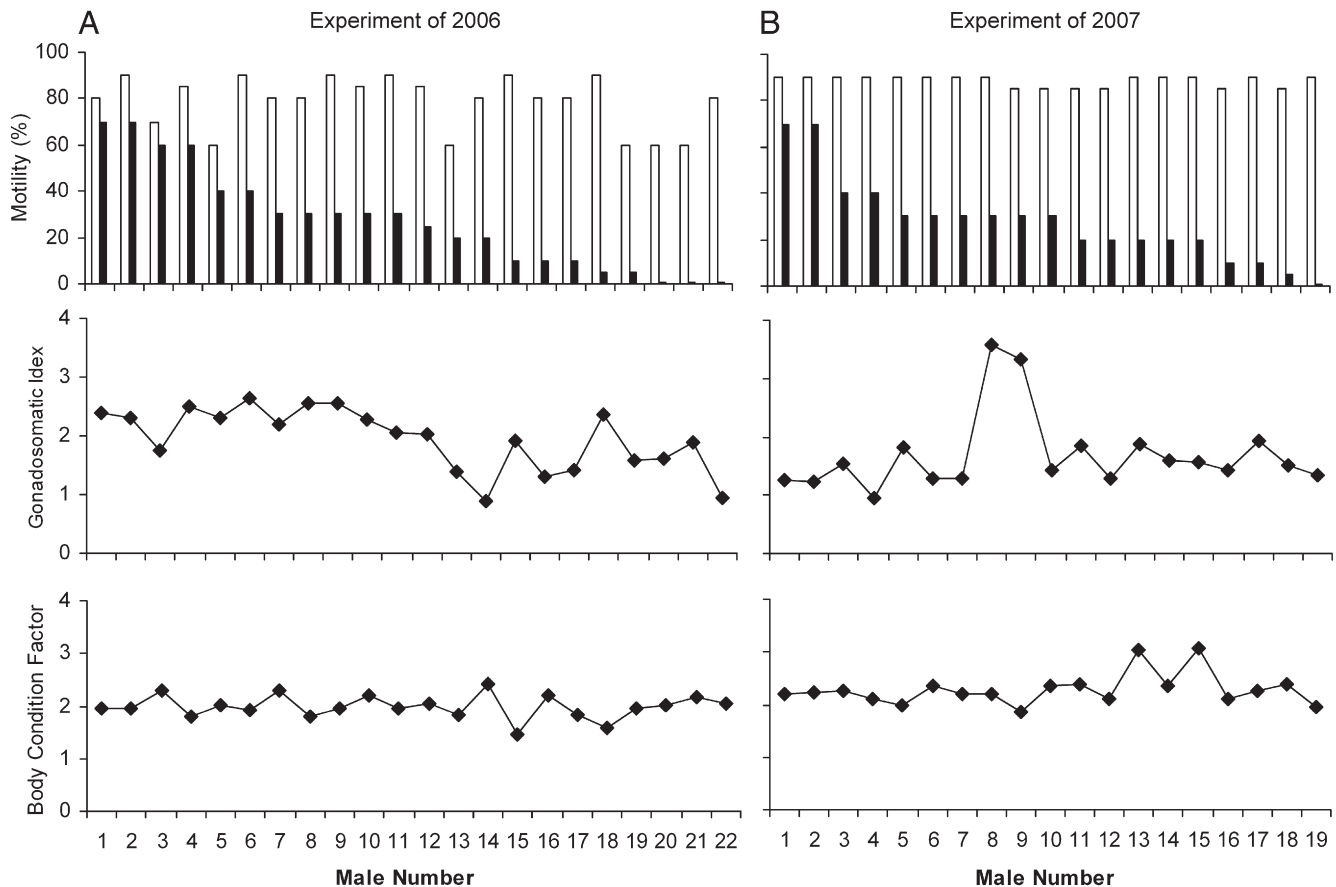 A
Experiment of 2006
B
Experiment of 2007
Motility (%)
100
80
60
40
20
0
Gonadosomatic Idex
4
3
2
1
0
Body Condition Factor
4
3
2
1
0
1 2 3 4 5 6 7 8 9 10 11 12 13 14 15 16 17 18 19 20 21 22
1 2 3 4 5 6 7 8 9 10 11 12 13 14 15 16 17 18 19
Male Number
Male Number